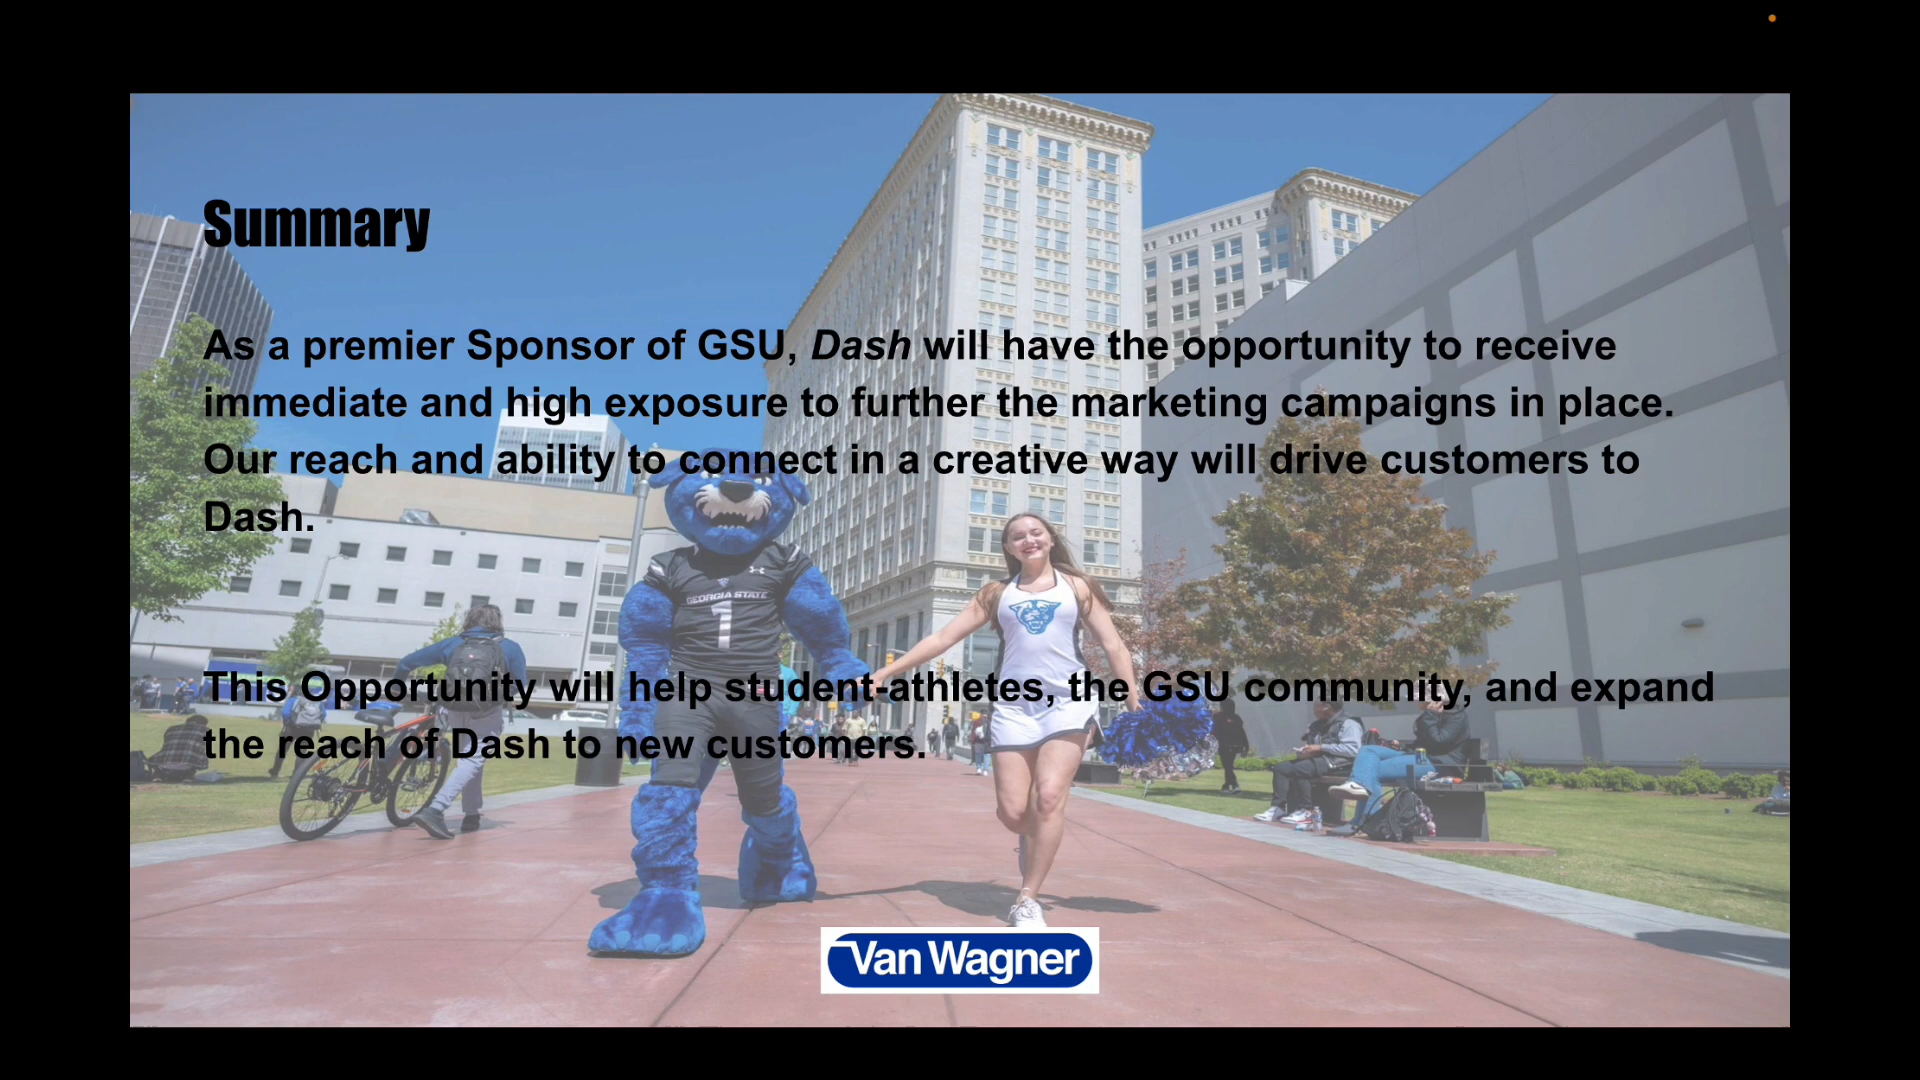 Summary
As a premier Sponsor of GSU, Dash will have the opportunity to receive
immediate and high exposure to further the marketing campaigns in place.
Our reach and ability to connect in a creative way will drive customers to
Dash.
This Opportunity will help student-athletes, the GSU community, and expand
the reach of Dash to new customers.
GEORGIA STATE
1
Van Wagner